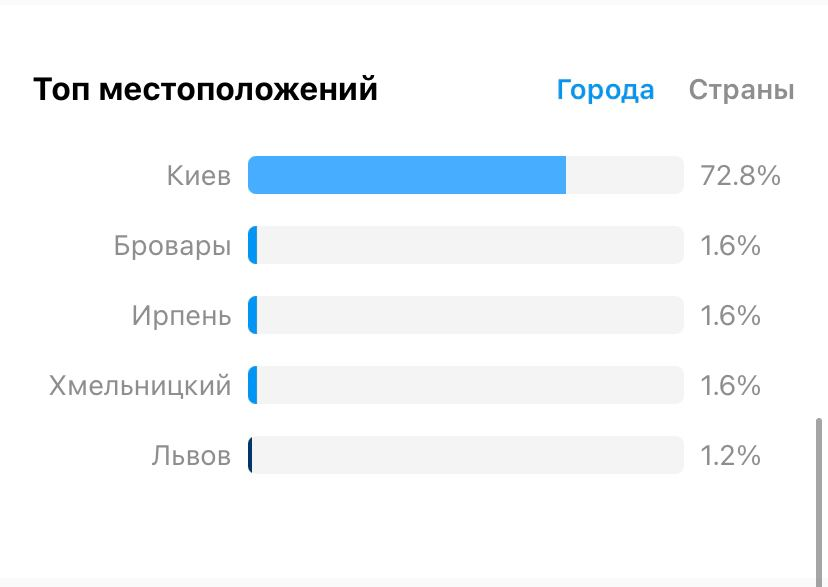 Топ местоположений Города Страны
Киев 72.8%
Бровары 1.6%
Ирпень 1.6%
Хмельницкий 1.6%
Львов 1.2%